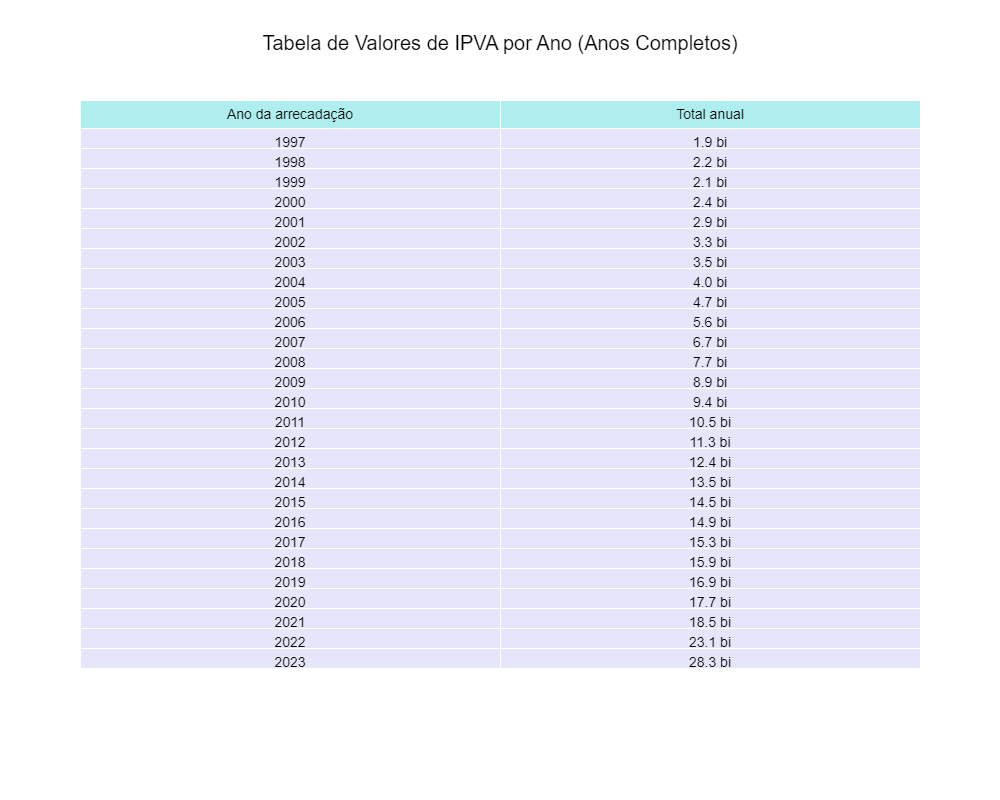 Tabela de Valores de IPVA por Ano (Anos Completos)
Ano da arrecadação Total anual
1997 1.9 bi
1998 2.2 bi
1999 2.1 bi
2000 2.4 bi
2001 2.9 bi
2002 3.3 bi
2003 3.5 bi
2004 4.0 bi
2005 4.7 bi
2006 5.6 bi
2007 6.7 bi
2008 7.7 bi
2009 8.9 bi
2010 9.4 bi
2011 10.5 bi
2012 11.3 bi
2013 12.4 bi
2014 13.5 bi
2015 14.5 bi
2016 14.9 bi
2017 15.3 bi
2018 15.9 bi
2019 16.9 bi
2020 17.7 bi
2021 18.5 bi
2022 23.1 bi
2023 28.3 bi